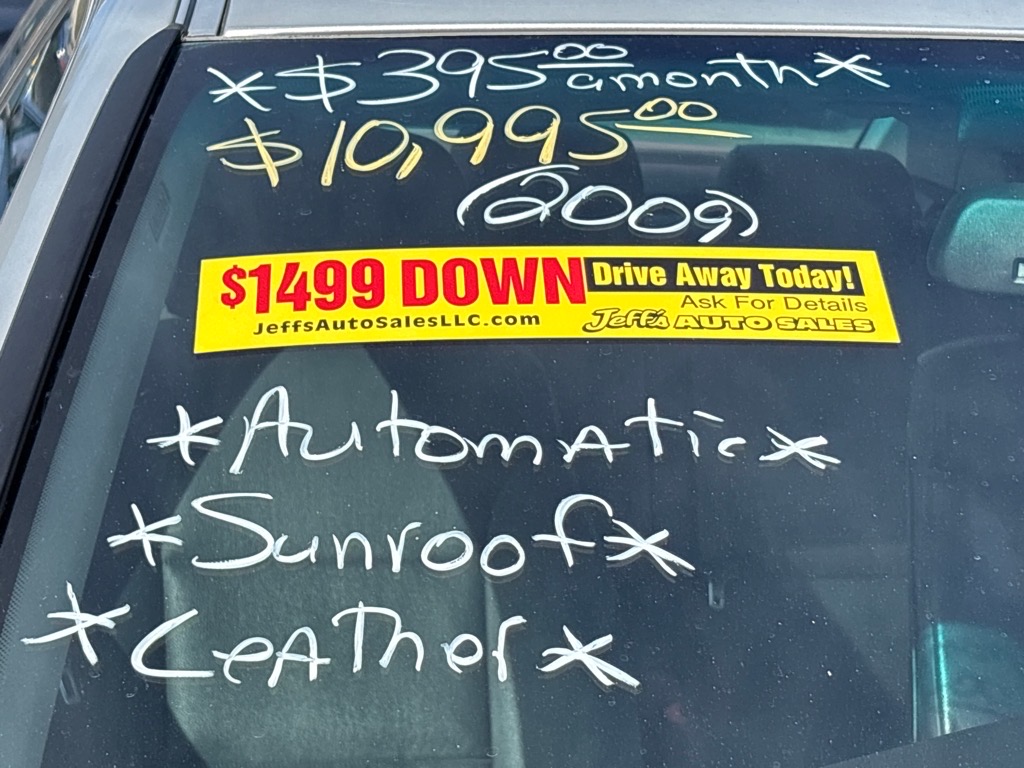 *$395.00 a month*
$10,995.00
(2009)
$1499 DOWN Drive Away Today!
Ask For Details
JeffsAutoSalesLLC.com Jeff's AUTO SALES
*Automatic*
*Sunroof*
*Leather*